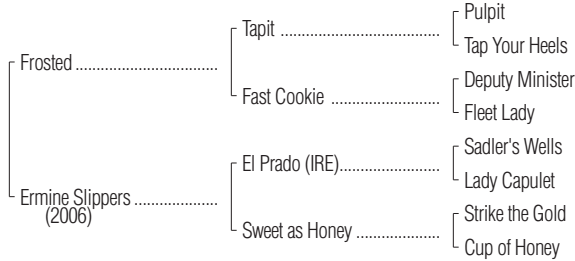 Pulpit
Tapit
Tap Your Heels
Frosted
Deputy Minister
Fast Cookie
Fleet Lady
Sadler's Wells
El Prado (IRE)
Lady Capulet
Ermine Slippers
(2006)
Strike the Gold
Sweet as Honey
Cup of Honey